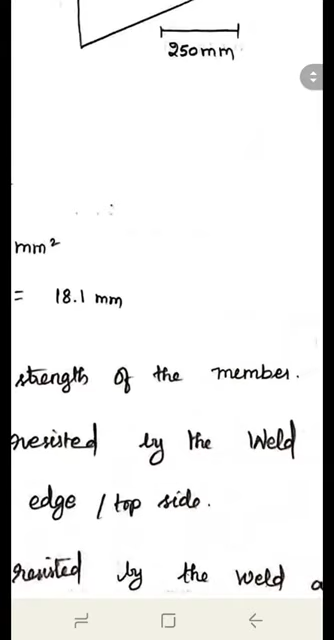 250mm
mm²
= 18.1 mm
strength of the member.
resisted by the weld
edge / top side.
resisted by the weld a